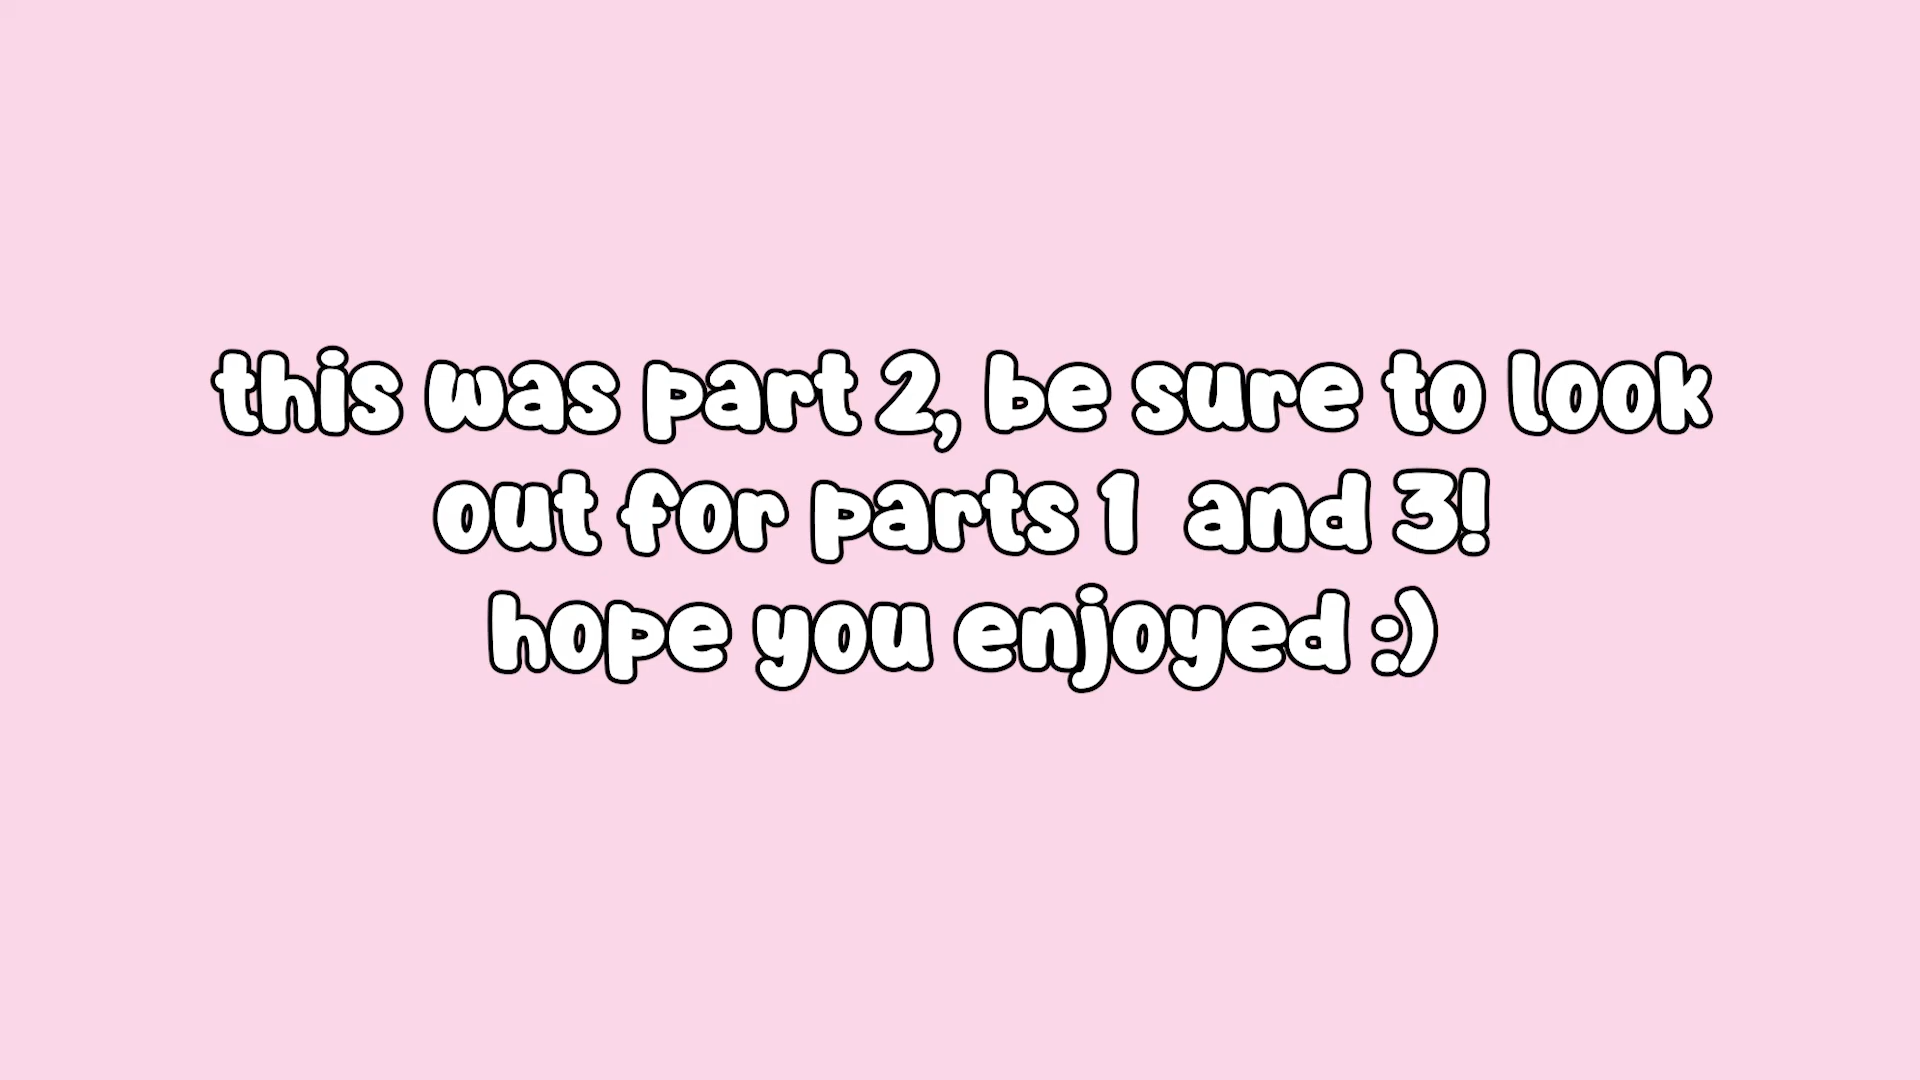 this was part 2, be sure to look
out for parts 1  and 3!
hope you enjoyed :)